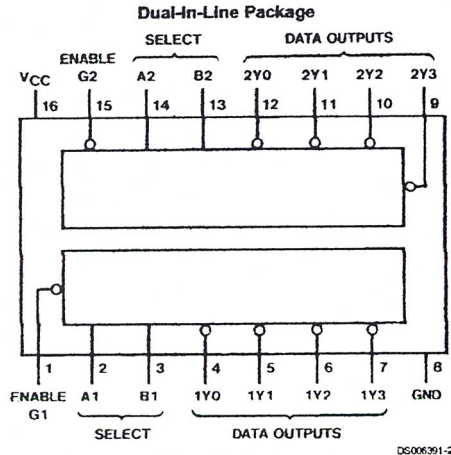 Dual-In-Line Package
SELECT DATA OUTPUTS
ENABLE
VCC G2 A2 B2 2Y0 2Y1 2Y2 2Y3
16 15 14 13 12 11 10 9
1 2 3 4 5 6 7 8
ENABLE A1 B1 1Y0 1Y1 1Y2 1Y3 GND
G1
SELECT DATA OUTPUTS
DS006391-2